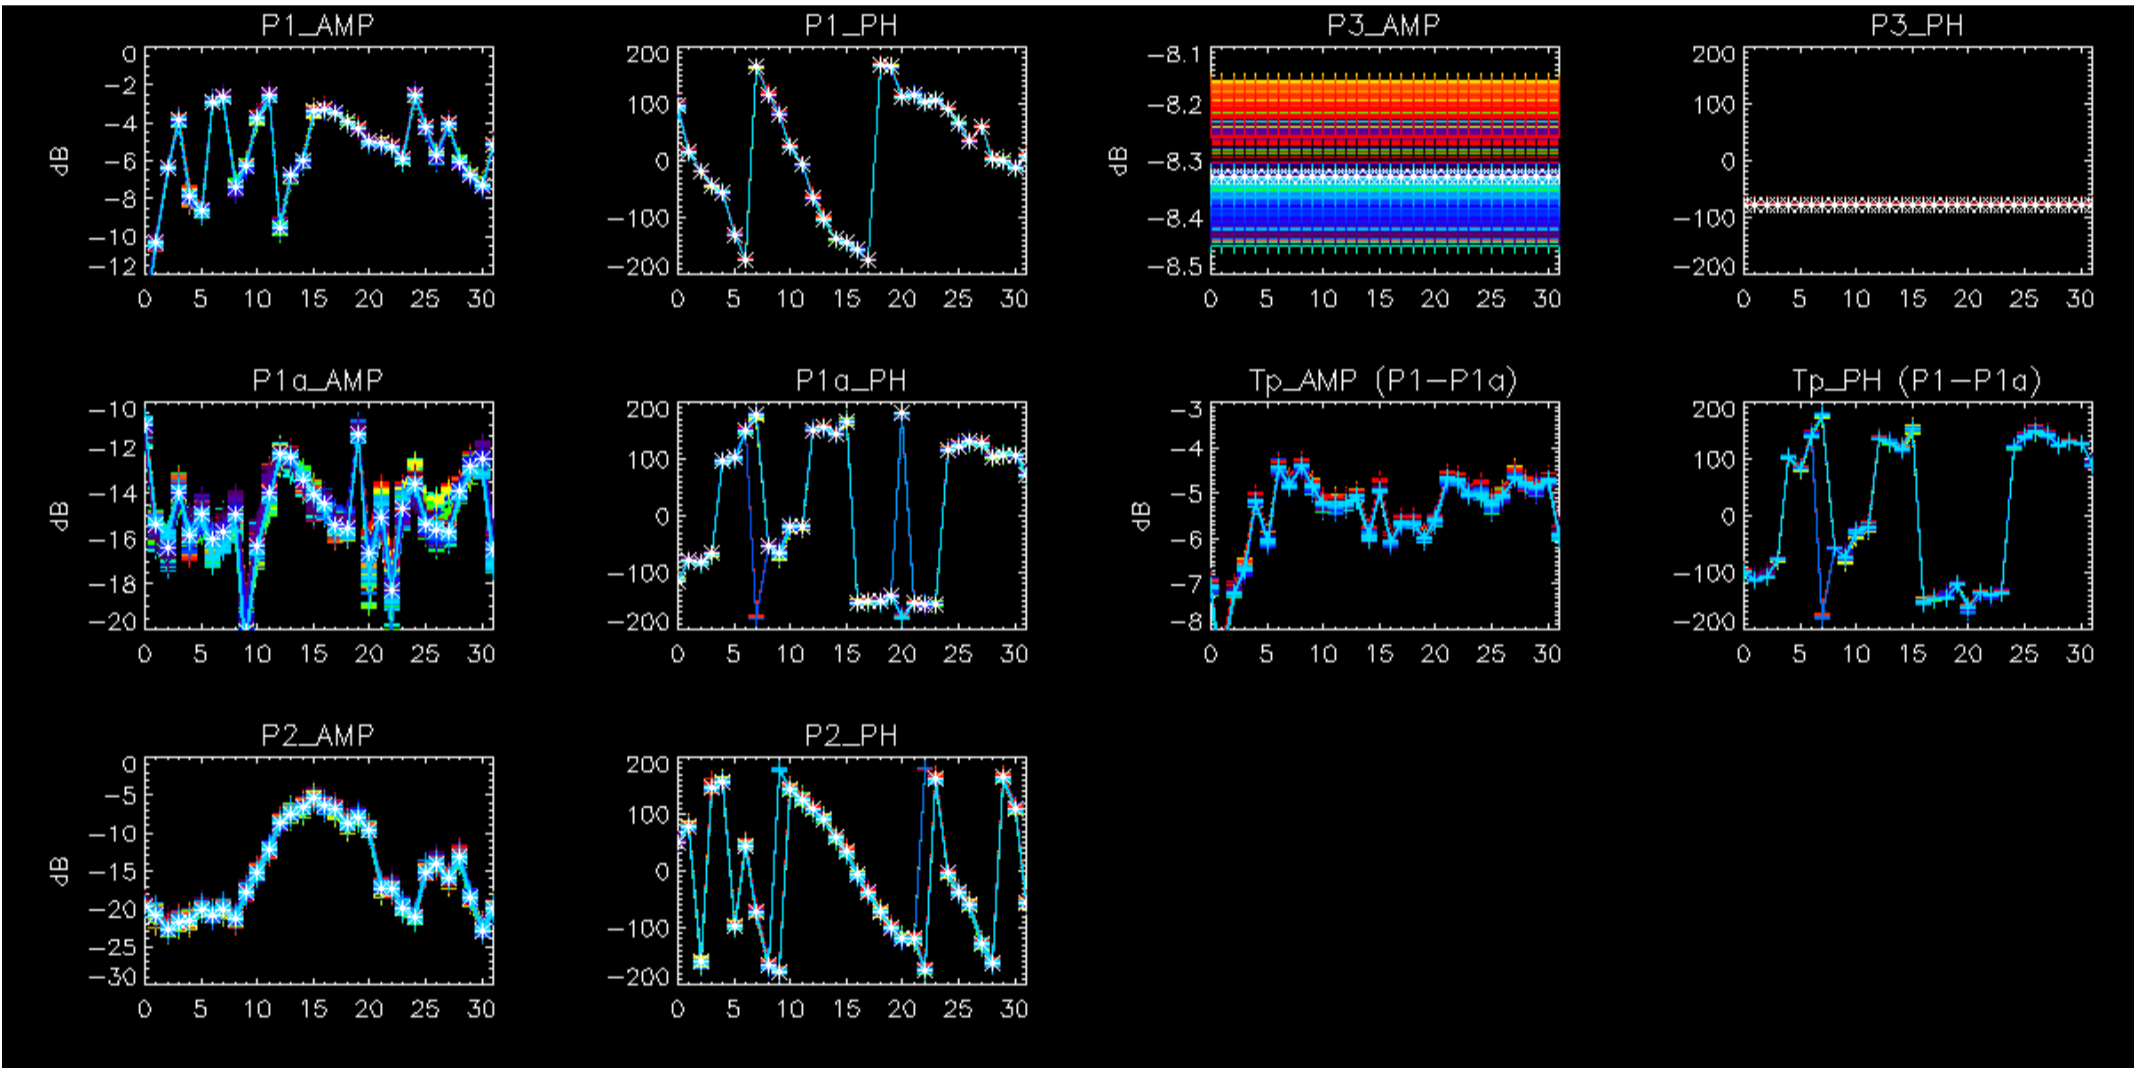 P1_AMP
0
-2
-4
-6
-8
-10
-12
dB
0 5 10 15 20 25 30
P1_PH
200
100
0
-100
-200
0 5 10 15 20 25 30
P3_AMP
-8.1
-8.2
-8.3
-8.4
-8.5
dB
0 5 10 15 20 25 30
P3_PH
200
100
0
-100
-200
0 5 10 15 20 25 30
P1a_AMP
-10
-12
-14
-16
-18
-20
dB
0 5 10 15 20 25 30
P1a_PH
200
100
0
-100
-200
0 5 10 15 20 25 30
Tp_AMP (P1-P1a)
-3
-4
-5
-6
-7
-8
dB
0 5 10 15 20 25 30
Tp_PH (P1-P1a)
200
100
0
-100
-200
0 5 10 15 20 25 30
P2_AMP
0
-5
-10
-15
-20
-25
-30
dB
0 5 10 15 20 25 30
P2_PH
200
100
0
-100
-200
0 5 10 15 20 25 30